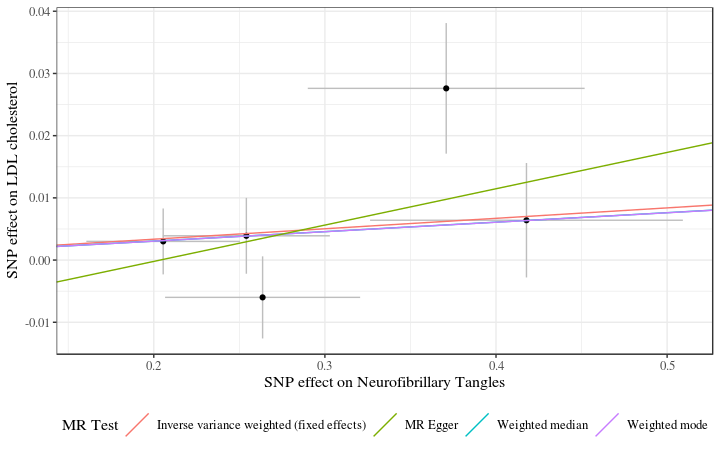 0.04
0.03
0.02
0.01
0.00
-0.01
SNP effect on LDL cholesterol
0.2 0.3 0.4 0.5
SNP effect on Neurofibrillary Tangles
MR Test Inverse variance weighted (fixed effects) MR Egger Weighted median Weighted mode